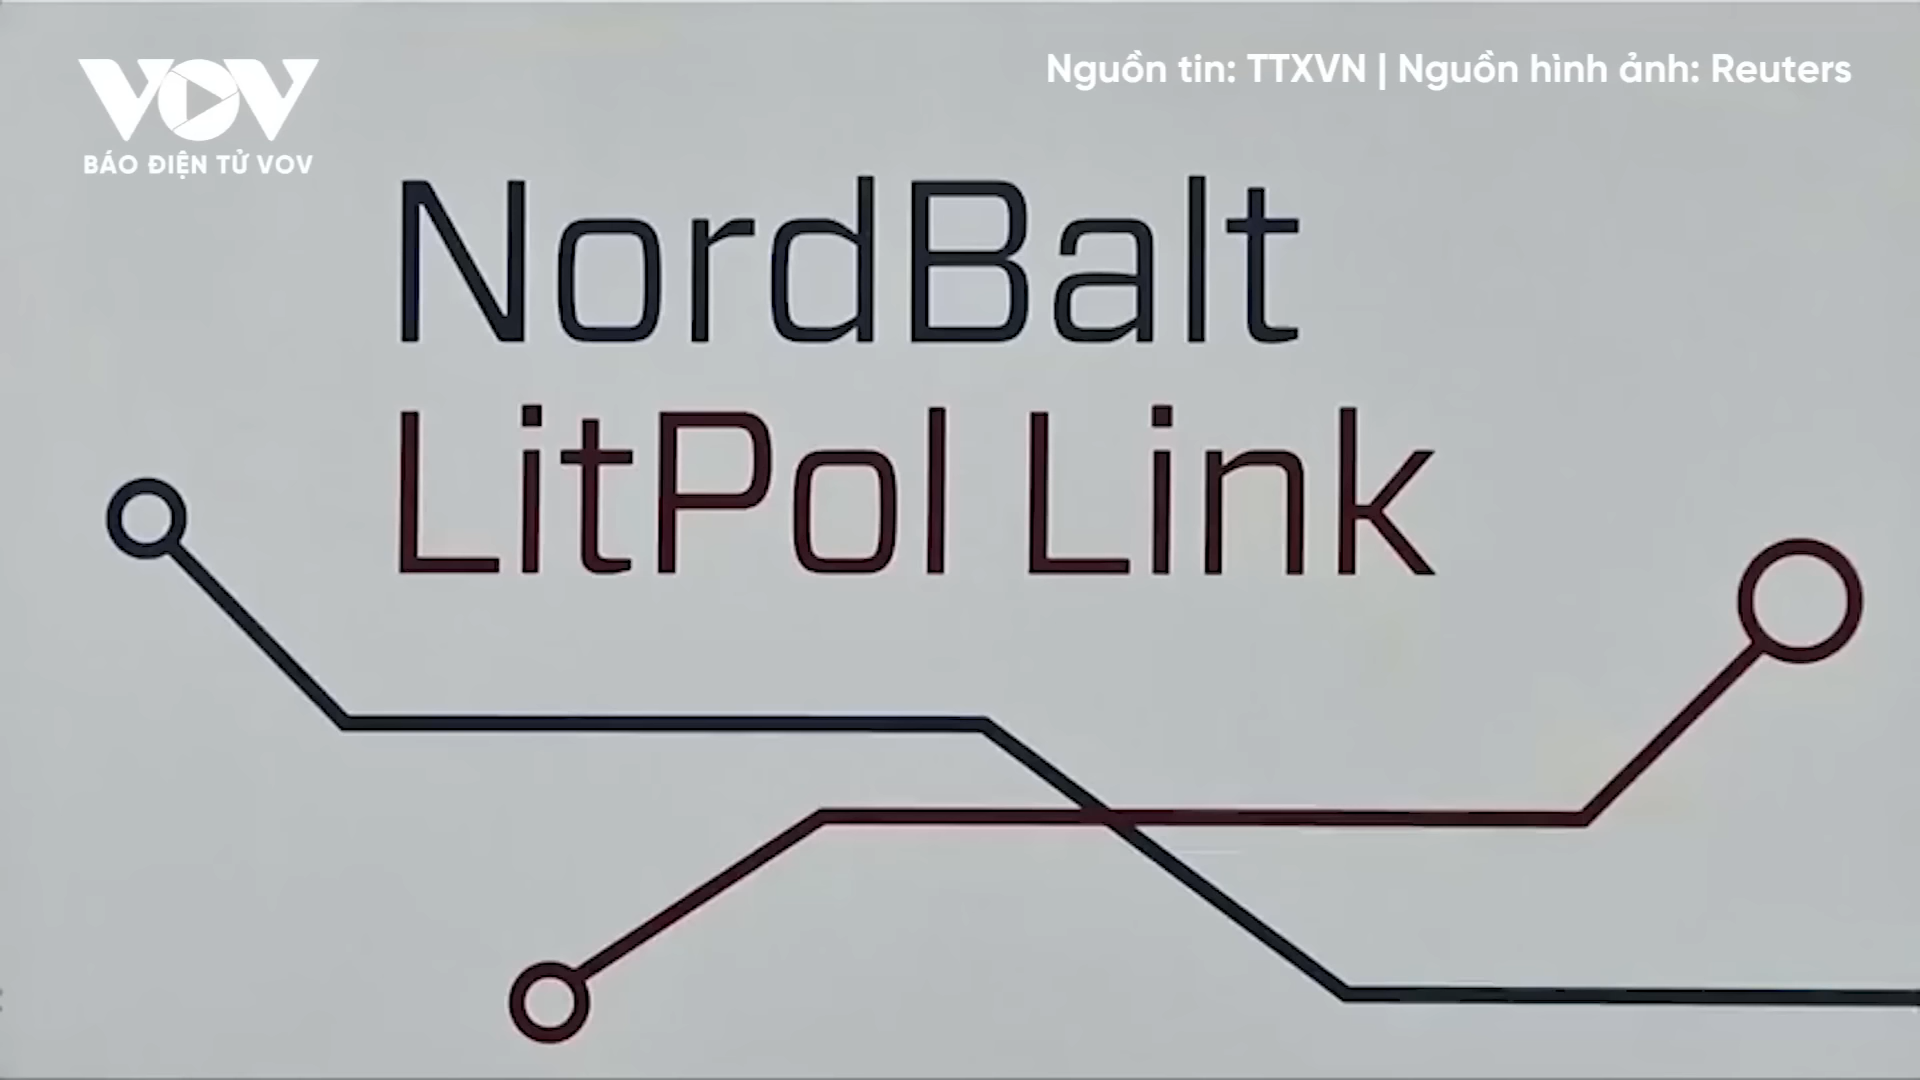 VOV
BÁO ĐIỆN TỬ VOV
Nguồn tin: TTXVN | Nguồn hình ảnh: Reuters
NordBalt
LitPol Link